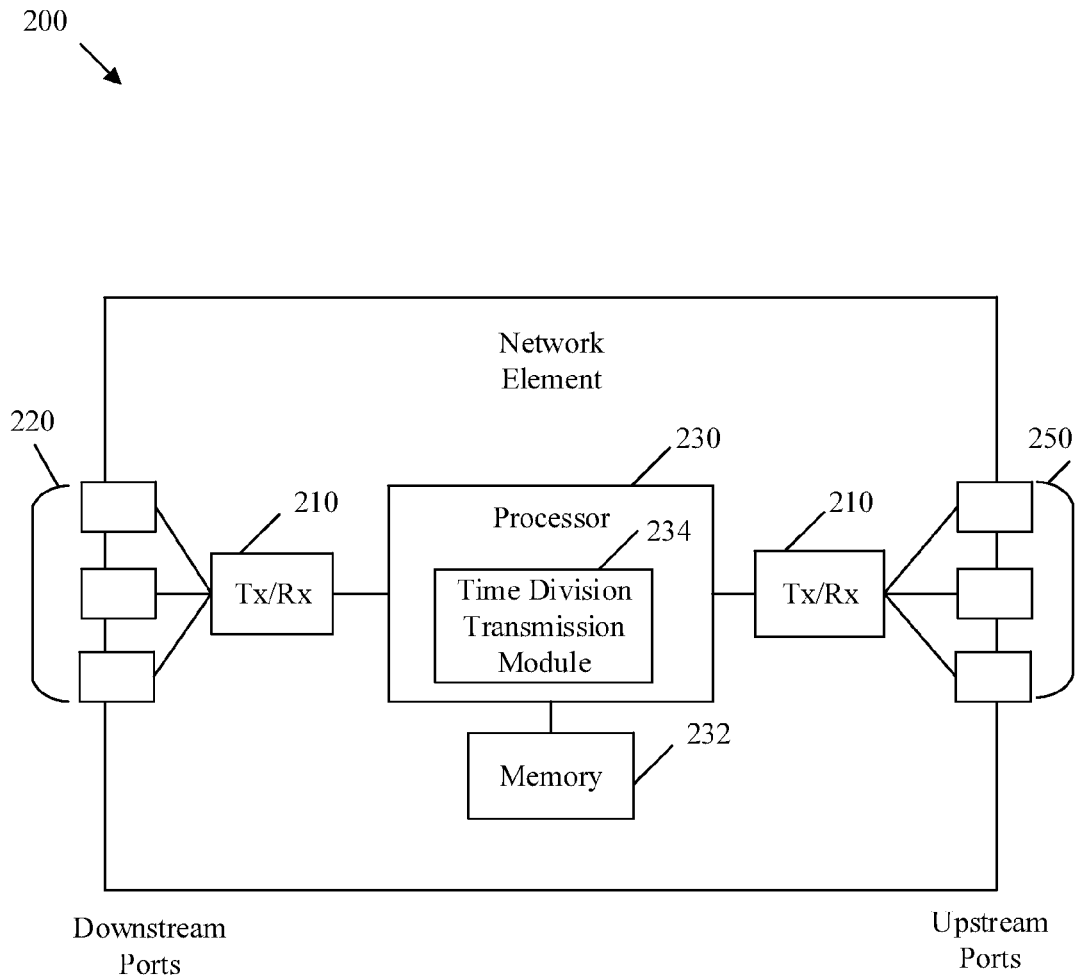 200
Network
Element
220
230
250
210
Processor
210
234
Tx/Rx
Time Division
Transmission
Module
Tx/Rx
232
Memory
Downstream
Ports
Upstream
Ports